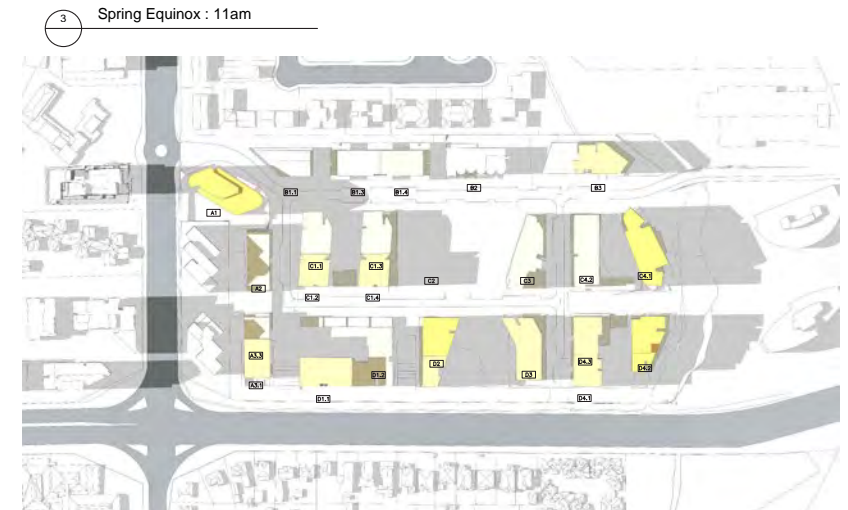 3
Spring Equinox : 11am
B1.1
B1.3
B1.4
B2
B3
A1
C1.1
C1.3
A2
C2
C3
C4.2
C4.1
C1.2
C1.4
A3.3
A3.1
D1.2
D2
D3
D4.3
D4.2
D1.1
D4.1